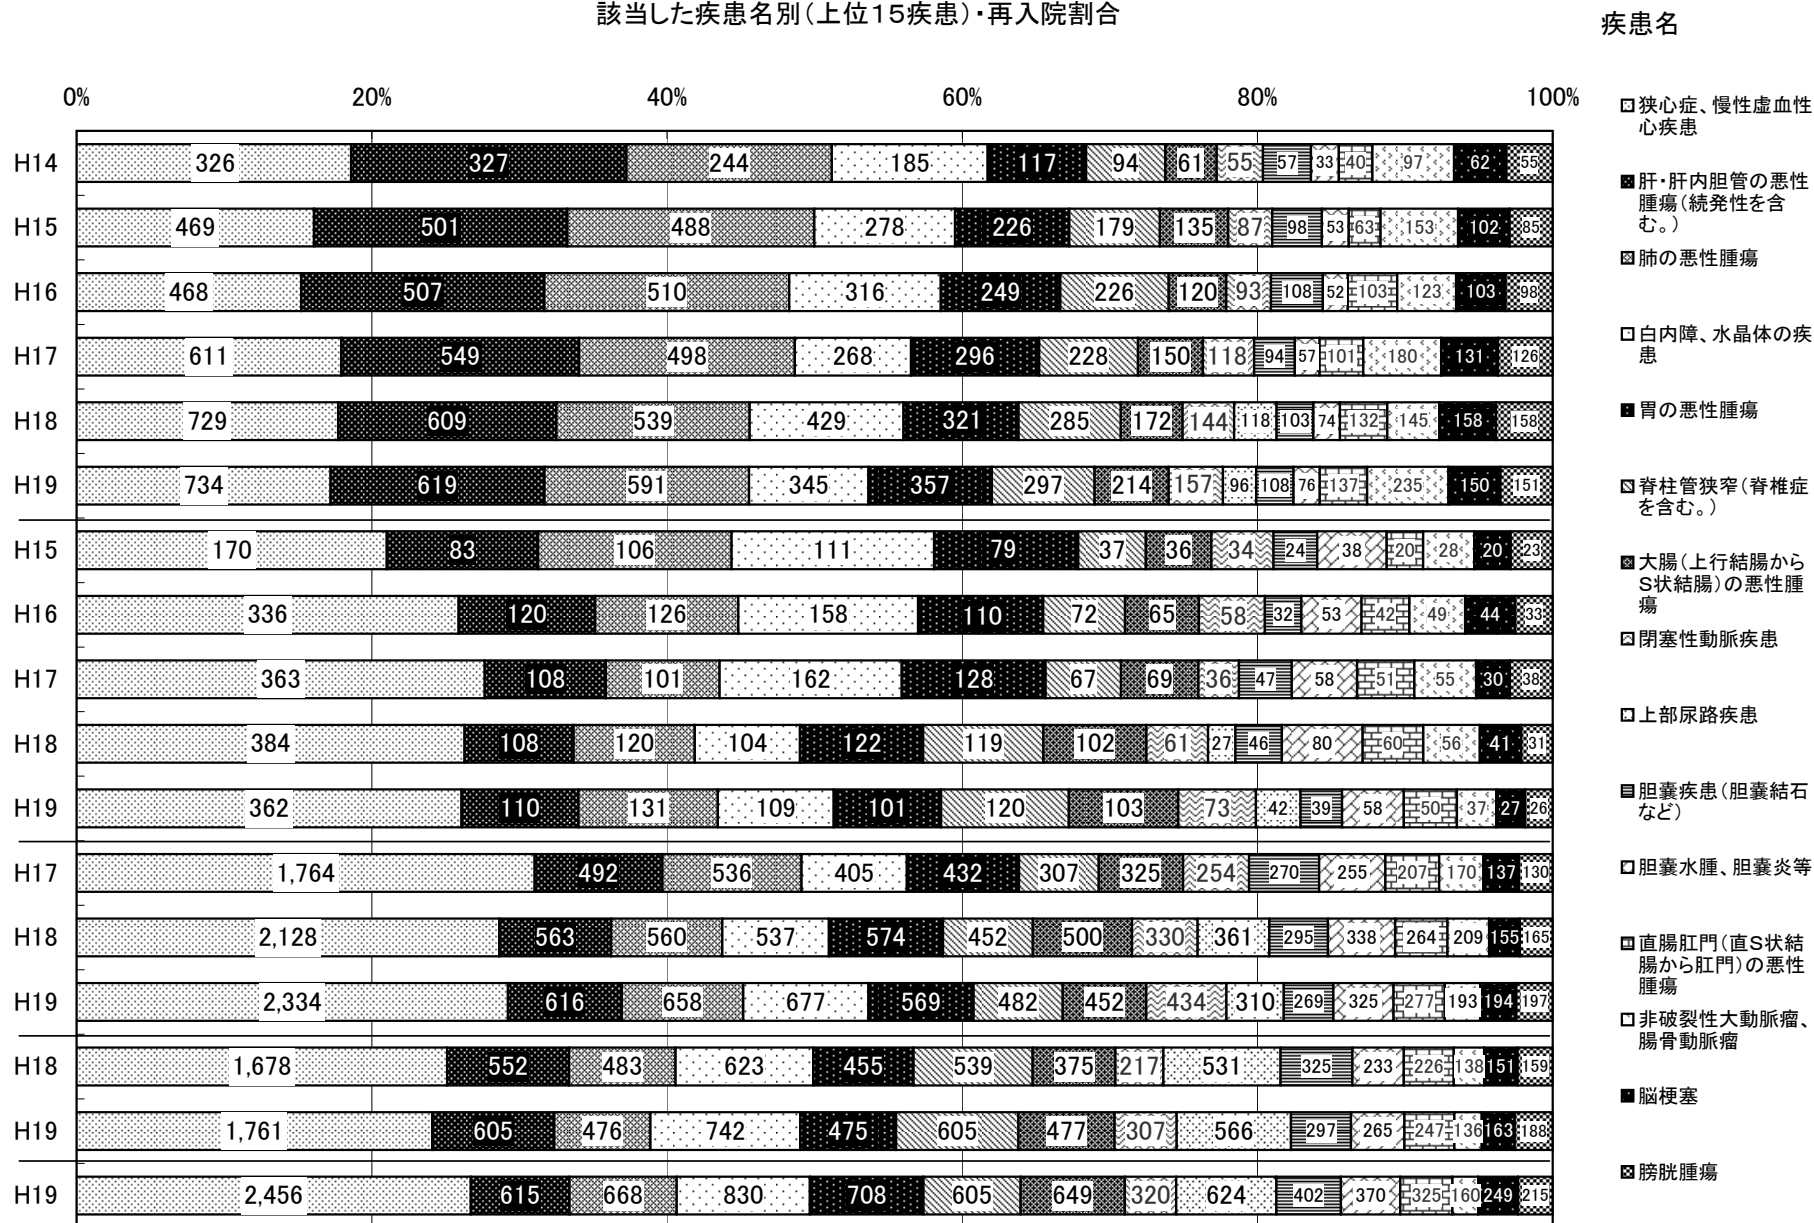 該当した疾患名別（上位１５疾患）・再入院割合
疾患名
0% 20% 40% 60% 80% 100%
H14 326 327 244 185 117 94 61 55 57 33 40 97 62 55
H15 469 501 488 278 226 179 135 87 98 53 63 153 102 85
H16 468 507 510 316 249 226 120 93 108 52 103 123 103 98
H17 611 549 498 268 296 228 150 118 94 57 101 180 131 126
H18 729 609 539 429 321 285 172 144 118 103 74 132 145 158 158
H19 734 619 591 345 357 297 214 157 96 108 76 137 235 150 151
H15 170 83 106 111 79 37 36 34 24 38 20 28 20 23
H16 336 120 126 158 110 72 65 58 32 53 42 49 44 33
H17 363 108 101 162 128 67 69 36 47 58 51 55 30 38
H18 384 108 120 104 122 119 102 61 27 46 80 60 56 41 31
H19 362 110 131 109 101 120 103 73 42 39 58 50 37 27 26
H17 1,764 492 536 405 432 307 325 254 270 255 207 170 137 130
H18 2,128 563 560 537 574 452 500 330 361 295 338 264 209 155 165
H19 2,334 616 658 677 569 482 452 434 310 269 325 277 193 194 197
H18 1,678 552 483 623 455 539 375 217 531 325 233 226 138 151 159
H19 1,761 605 476 742 475 605 477 307 566 297 265 247 136 163 188
H19 2,456 615 668 830 708 605 649 320 624 402 370 325 160 249 215
狭心症、慢性虚血性
心疾患
肝・肝内胆管の悪性
腫瘍（続発性を含
む。）
肺の悪性腫瘍
白内障、水晶体の疾
患
胃の悪性腫瘍
脊柱管狭窄（脊椎症
を含む。）
大腸（上行結腸から
Ｓ状結腸）の悪性腫
瘍
閉塞性動脈疾患
上部尿路疾患
胆嚢疾患（胆嚢結石
など）
胆嚢水腫、胆嚢炎等
直腸肛門（直Ｓ状結
腸から肛門）の悪性
腫瘍
非破裂性大動脈瘤、
腸骨動脈瘤
脳梗塞
膀胱腫瘍